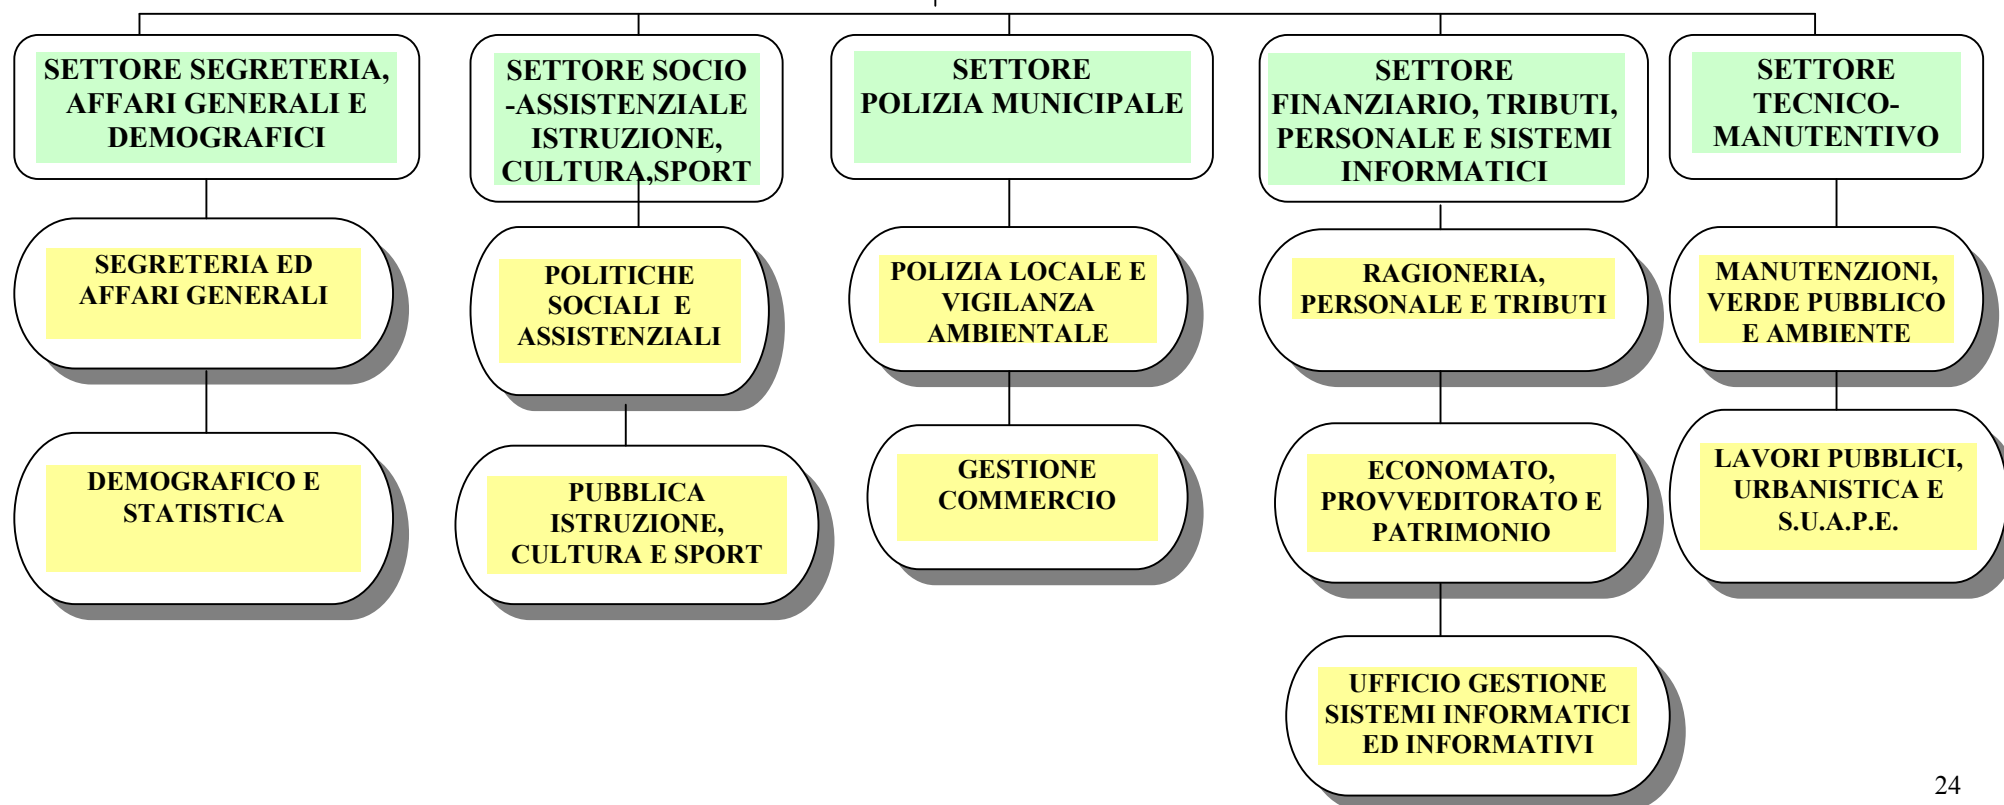 SETTORE SEGRETERIA,
AFFARI GENERALI E
DEMOGRAFICI
SETTORE SOCIO
-ASSISTENZIALE
ISTRUZIONE,
CULTURA,SPORT
SETTORE
POLIZIA MUNICIPALE
SETTORE
FINANZIARIO, TRIBUTI,
PERSONALE E SISTEMI
INFORMATICI
SETTORE
TECNICO-
MANUTENTIVO
SEGRETERIA ED
AFFARI GENERALI
POLITICHE
SOCIALI E
ASSISTENZIALI
POLIZIA LOCALE E
VIGILANZA
AMBIENTALE
RAGIONERIA,
PERSONALE E TRIBUTI
MANUTENZIONI,
VERDE PUBBLICO
E AMBIENTE
DEMOGRAFICO E
STATISTICA
PUBBLICA
ISTRUZIONE,
CULTURA E SPORT
GESTIONE
COMMERCIO
ECONOMATO,
PROVVEDITORATO E
PATRIMONIO
LAVORI PUBBLICI,
URBANISTICA E
S.U.A.P.E.
UFFICIO GESTIONE
SISTEMI INFORMATICI
ED INFORMATIVI
24